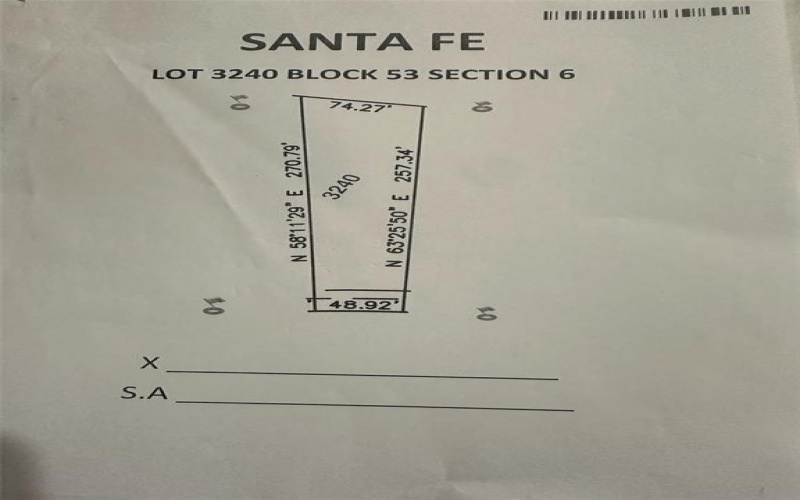 SANTA FE
LOT 3240 BLOCK 53 SECTION 6
74.27'
N 58°11'29" E 270.79'
3240
N 63°25'50" E 257.34'
48.92'
X
S.A